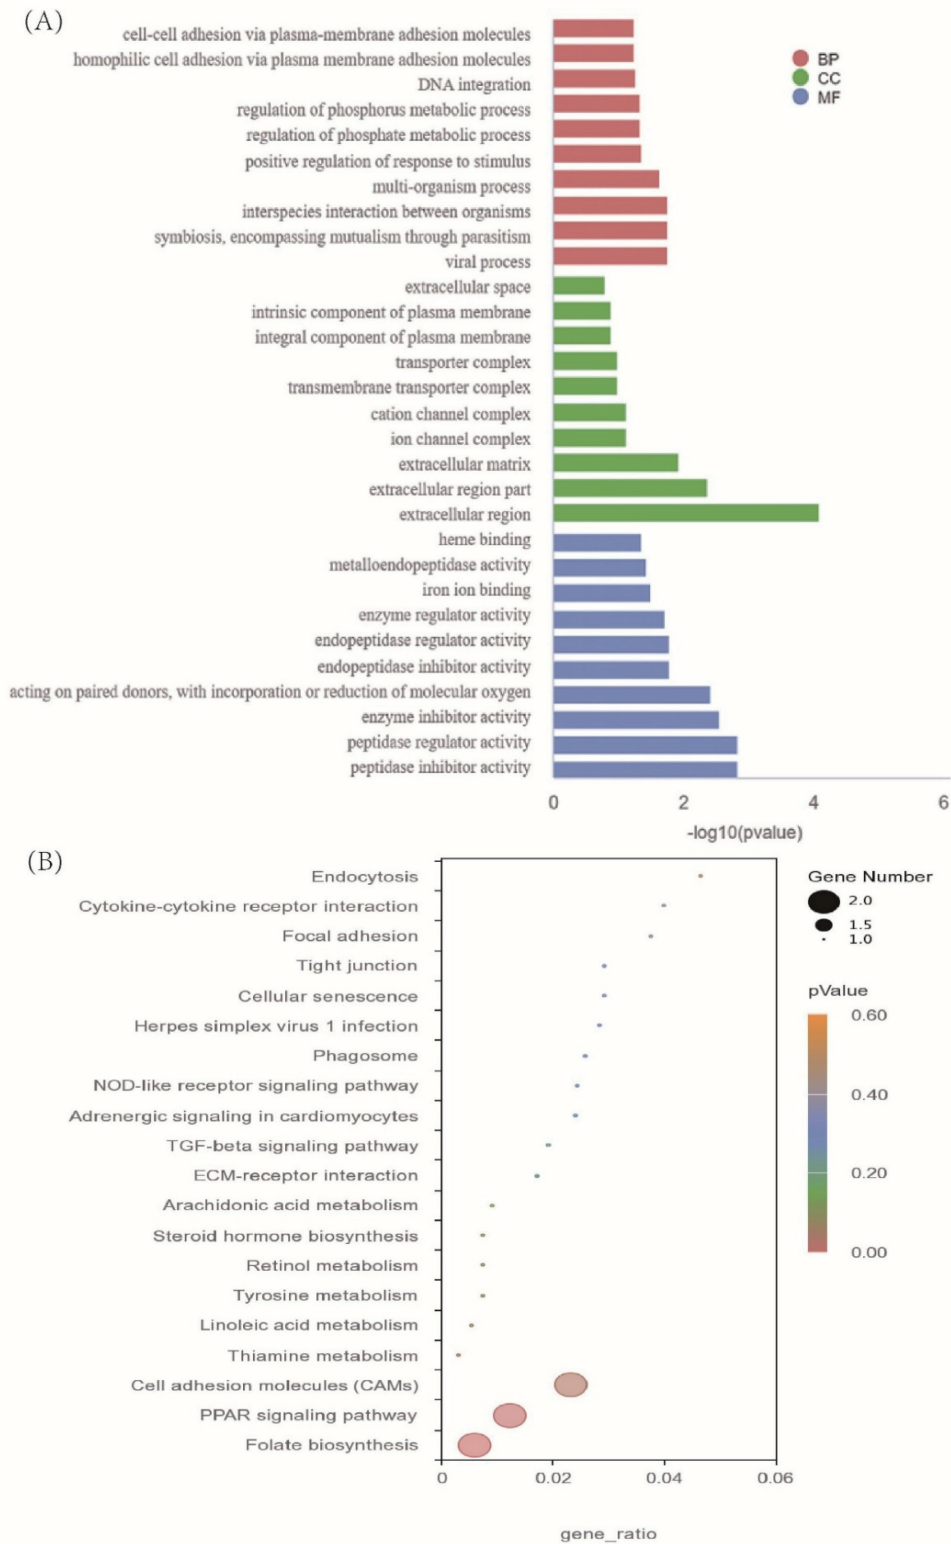 (A)
cell-cell adhesion via plasma-membrane adhesion molecules
homophilic cell adhesion via plasma membrane adhesion molecules
DNA integration
regulation of phosphorus metabolic process
regulation of phosphate metabolic process
positive regulation of response to stimulus
multi-organism process
interspecies interaction between organisms
symbiosis, encompassing mutualism through parasitism
viral process
extracellular space
intrinsic component of plasma membrane
integral component of plasma membrane
transporter complex
transmembrane transporter complex
cation channel complex
ion channel complex
extracellular matrix
extracellular region part
extracellular region
heme binding
metalloendopeptidase activity
iron ion binding
enzyme regulator activity
endopeptidase regulator activity
endopeptidase inhibitor activity
acting on paired donors, with incorporation or reduction of molecular oxygen
enzyme inhibitor activity
peptidase regulator activity
peptidase inhibitor activity
BP
CC
MF
0 2 4 6
-log10(pvalue)
(B)
Endocytosis
Cytokine-cytokine receptor interaction
Focal adhesion
Tight junction
Cellular senescence
Herpes simplex virus 1 infection
Phagosome
NOD-like receptor signaling pathway
Adrenergic signaling in cardiomyocytes
TGF-beta signaling pathway
ECM-receptor interaction
Arachidonic acid metabolism
Steroid hormone biosynthesis
Retinol metabolism
Tyrosine metabolism
Linoleic acid metabolism
Thiamine metabolism
Cell adhesion molecules (CAMs)
PPAR signaling pathway
Folate biosynthesis
0 0.02 0.04 0.06
gene_ratio
Gene Number
2.0
1.5
1.0
pValue
0.60
0.40
0.20
0.00